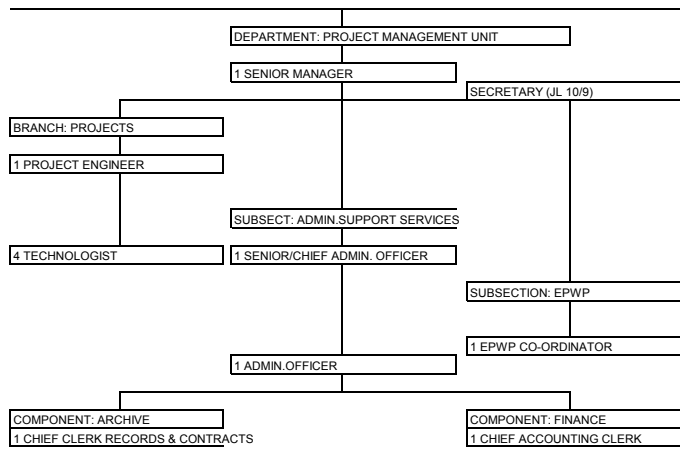 DEPARTMENT: PROJECT MANAGEMENT UNIT
1 SENIOR MANAGER
SECRETARY (JL 10/9)
BRANCH: PROJECTS
1 PROJECT ENGINEER
SUBSECT: ADMIN.SUPPORT SERVICES
4 TECHNOLOGIST
1 SENIOR/CHIEF ADMIN. OFFICER
SUBSECTION: EPWP
1 EPWP CO-ORDINATOR
1 ADMIN.OFFICER
COMPONENT: ARCHIVE
1 CHIEF CLERK RECORDS & CONTRACTS
COMPONENT: FINANCE
1 CHIEF ACCOUNTING CLERK